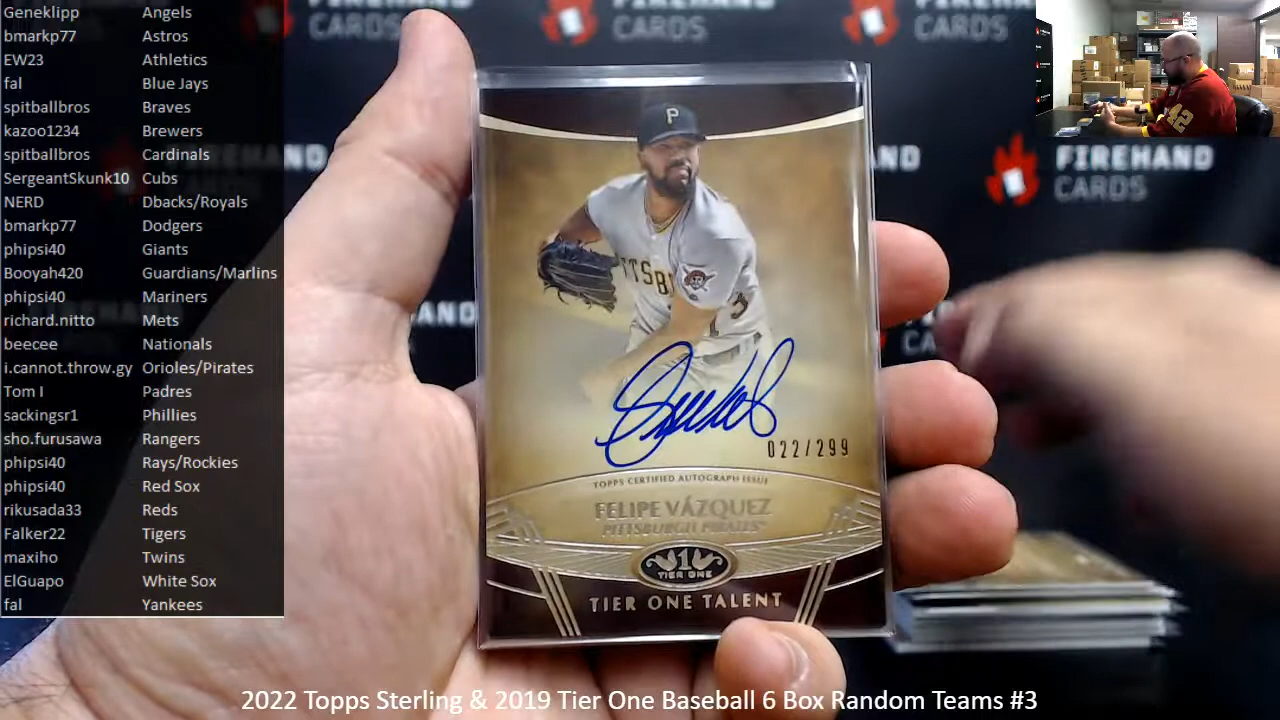 Geneklipp Angels
bmarkp77 Astros
EW23 Athletics
fal Blue Jays
spitballbros Braves
kazoo1234 Brewers
spitballbros Cardinals
SergeantSkunk10 Cubs
NERD Dbacks/Royals
bmarkp77 Dodgers
phipsi40 Giants
Booyah420 Guardians/Marlins
phipsi40 Mariners
richard.nitto Mets
beecee Nationals
i.cannot.throw.gy Orioles/Pirates
Tom I Padres
sackingsr1 Phillies
sho.furusawa Rangers
phipsi40 Rays/Rockies
phipsi40 Red Sox
rikusada33 Reds
Falker22 Tigers
maxiho Twins
ElGuapo White Sox
fal Yankees
CARDS
CARDS
CARDS
FIREHAND
CARDS
P
42
022/299
TOPPS CERTIFIED AUTOGRAPH ISSUE
FELIPE VÁZQUEZ
PITTSBURGH PIRATES
1
TIER ONE
TIER ONE TALENT
2022 Topps Sterling & 2019 Tier One Baseball 6 Box Random Teams #3